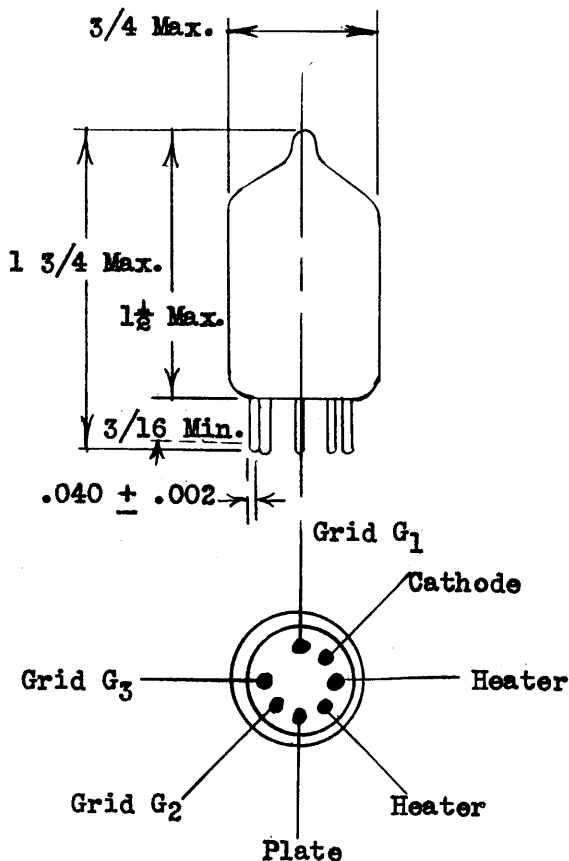 3/4 Max.
1 3/4 Max.
1½ Max.
3/16 Min.
.040 ± .002
Grid G₁
Cathode
Grid G₃
Heater
Grid G₂
Heater
Plate